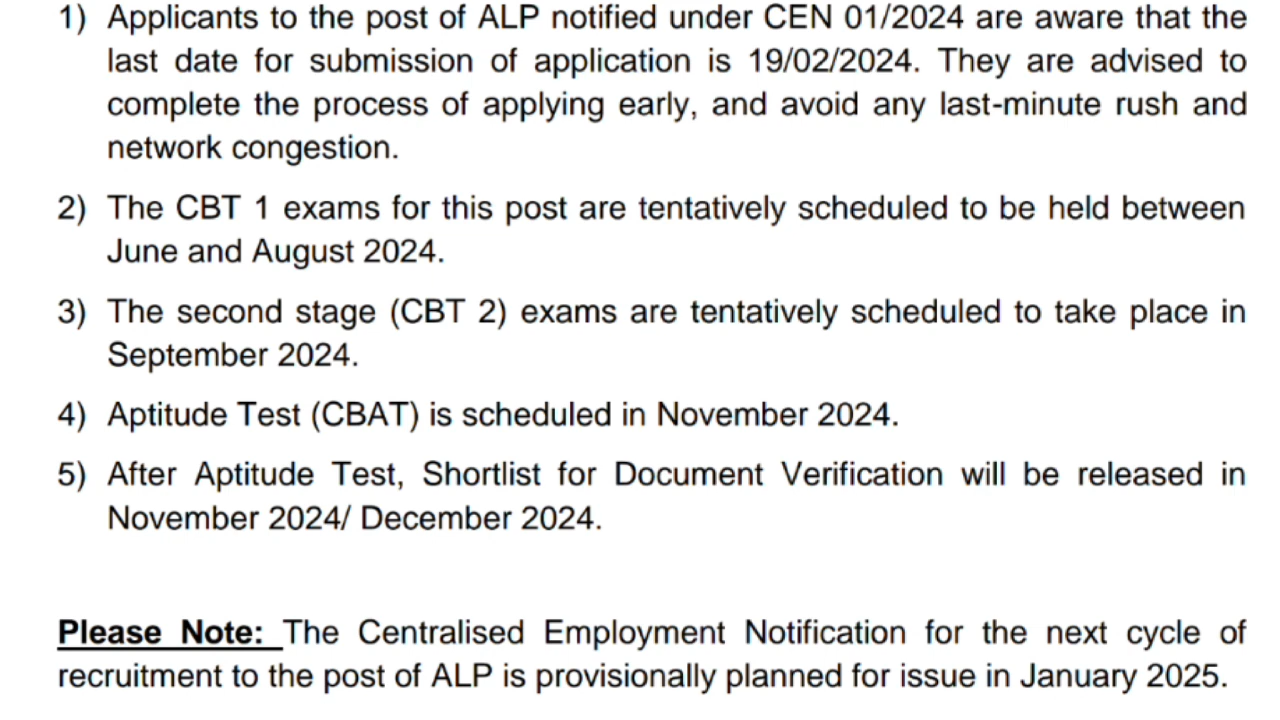 1) Applicants to the post of ALP notified under CEN 01/2024 are aware that the
last date for submission of application is 19/02/2024. They are advised to
complete the process of applying early, and avoid any last-minute rush and
network congestion.
2) The CBT 1 exams for this post are tentatively scheduled to be held between
June and August 2024.
3) The second stage (CBT 2) exams are tentatively scheduled to take place in
September 2024.
4) Aptitude Test (CBAT) is scheduled in November 2024.
5) After Aptitude Test, Shortlist for Document Verification will be released in
November 2024/ December 2024.
Please Note: The Centralised Employment Notification for the next cycle of
recruitment to the post of ALP is provisionally planned for issue in January 2025.